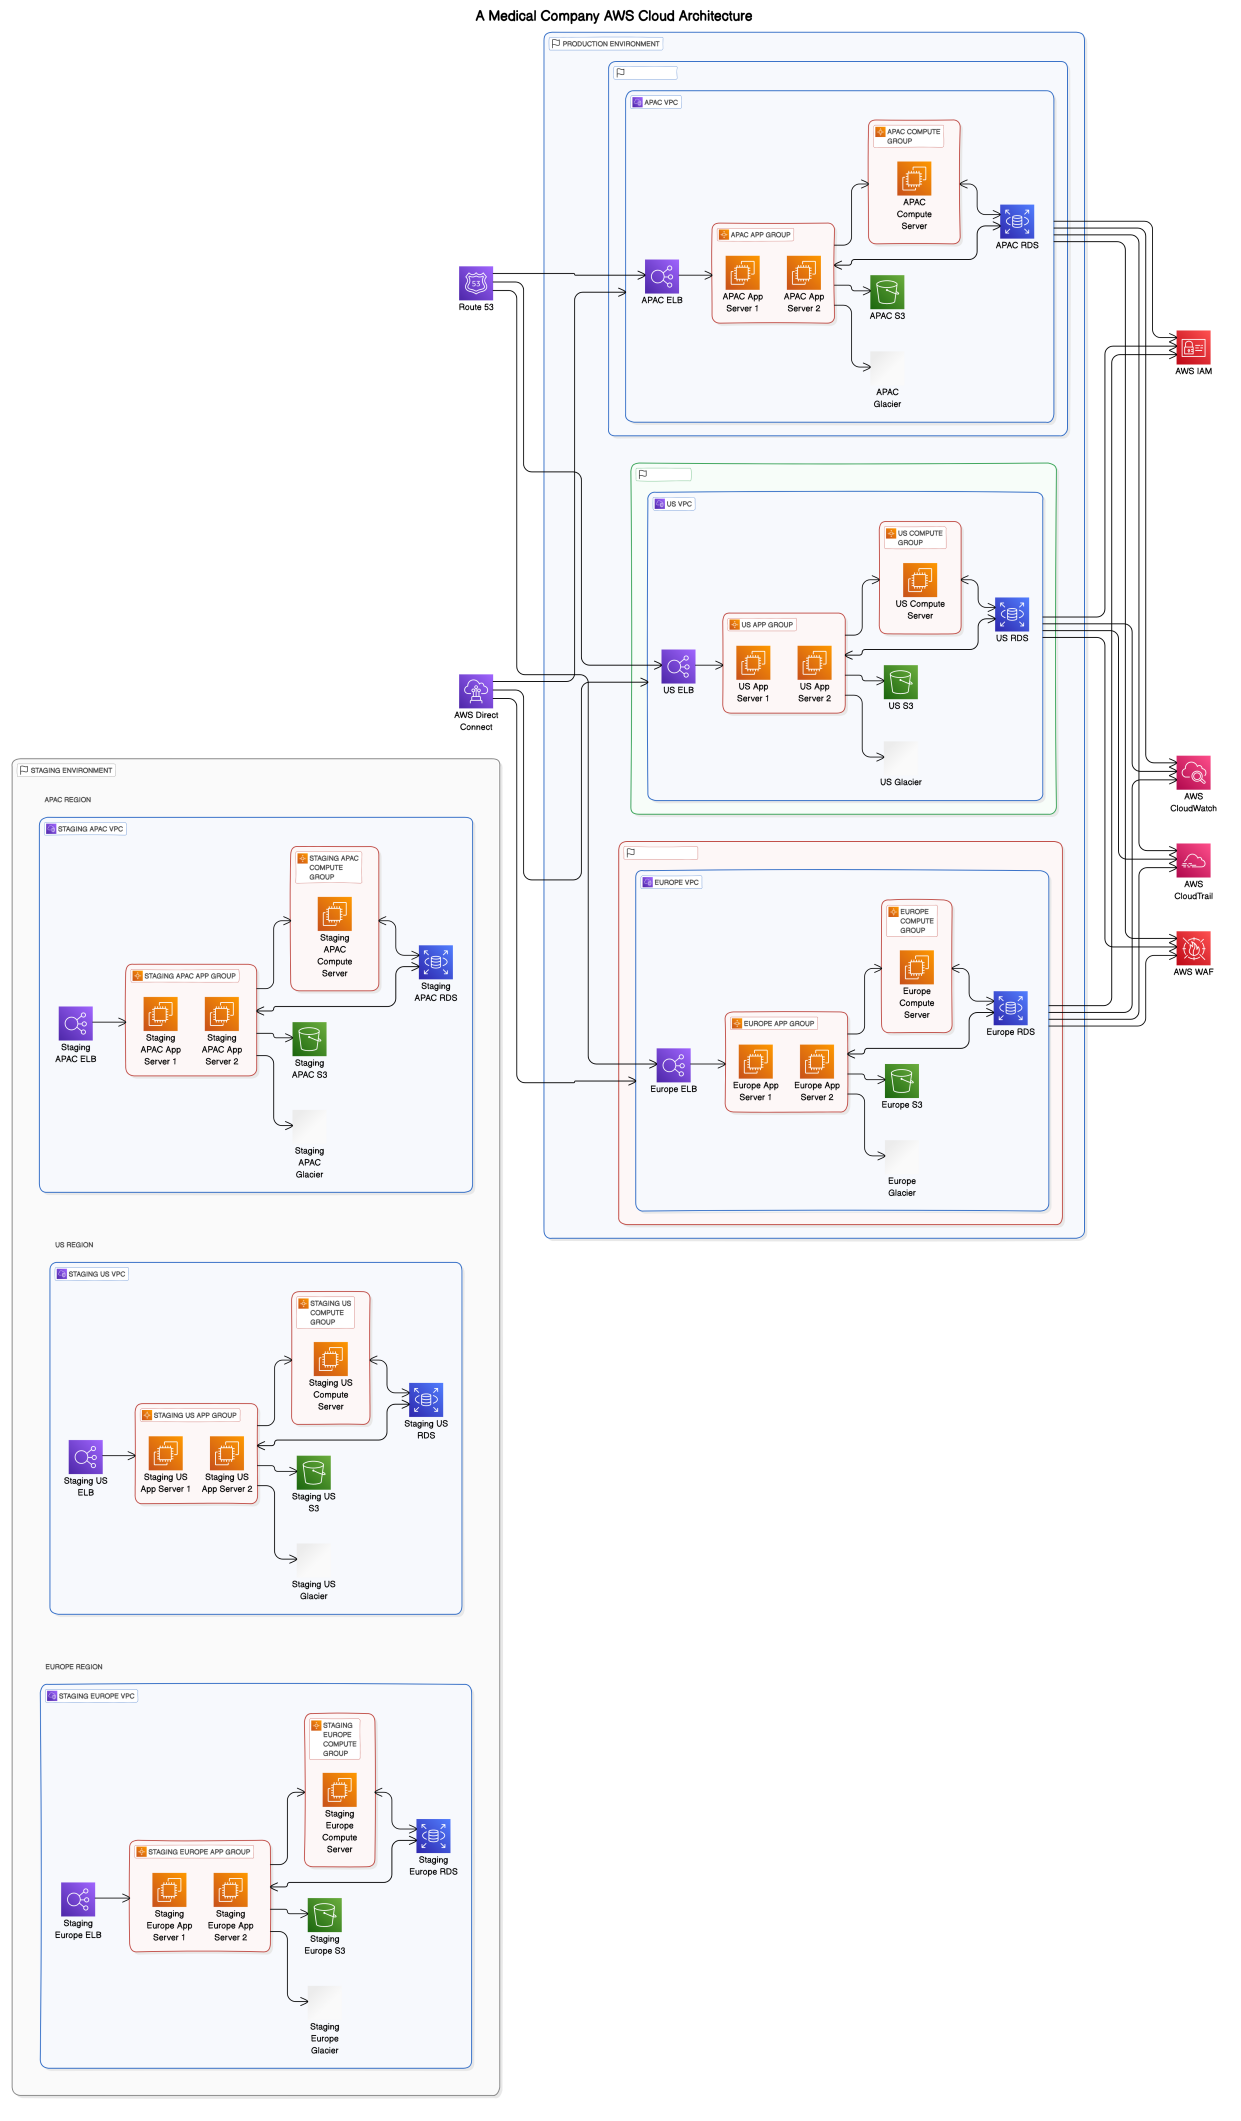 A Medical Company AWS Cloud Architecture
PRODUCTION ENVIRONMENT
APAC VPC
APAC COMPUTE
GROUP
APAC
Compute
Server
APAC RDS
APAC APP GROUP
APAC App
Server 1
APAC App
Server 2
APAC ELB
APAC S3
APAC
Glacier
53
Route 53
AWS IAM
US VPC
US COMPUTE
GROUP
US Compute
Server
US RDS
US APP GROUP
US App
Server 1
US App
Server 2
US ELB
US S3
US Glacier
AWS Direct
Connect
AWS
CloudWatch
AWS
CloudTrail
AWS WAF
EUROPE VPC
EUROPE
COMPUTE
GROUP
Europe
Compute
Server
Europe RDS
EUROPE APP GROUP
Europe App
Server 1
Europe App
Server 2
Europe ELB
Europe S3
Europe
Glacier
STAGING ENVIRONMENT
APAC REGION
STAGING APAC VPC
STAGING APAC
COMPUTE
GROUP
Staging
APAC
Compute
Server
Staging
APAC RDS
STAGING APAC APP GROUP
Staging
APAC App
Server 1
Staging
APAC App
Server 2
Staging
APAC ELB
Staging
APAC S3
Staging
APAC
Glacier
US REGION
STAGING US VPC
STAGING US
COMPUTE
GROUP
Staging US
Compute
Server
Staging US
RDS
STAGING US APP GROUP
Staging US
App Server 1
Staging US
App Server 2
Staging US
ELB
Staging US
S3
Staging US
Glacier
EUROPE REGION
STAGING EUROPE VPC
STAGING
EUROPE
COMPUTE
GROUP
Staging
Europe
Compute
Server
Staging
Europe RDS
STAGING EUROPE APP GROUP
Staging
Europe App
Server 1
Staging
Europe App
Server 2
Staging
Europe ELB
Staging
Europe S3
Staging
Europe
Glacier